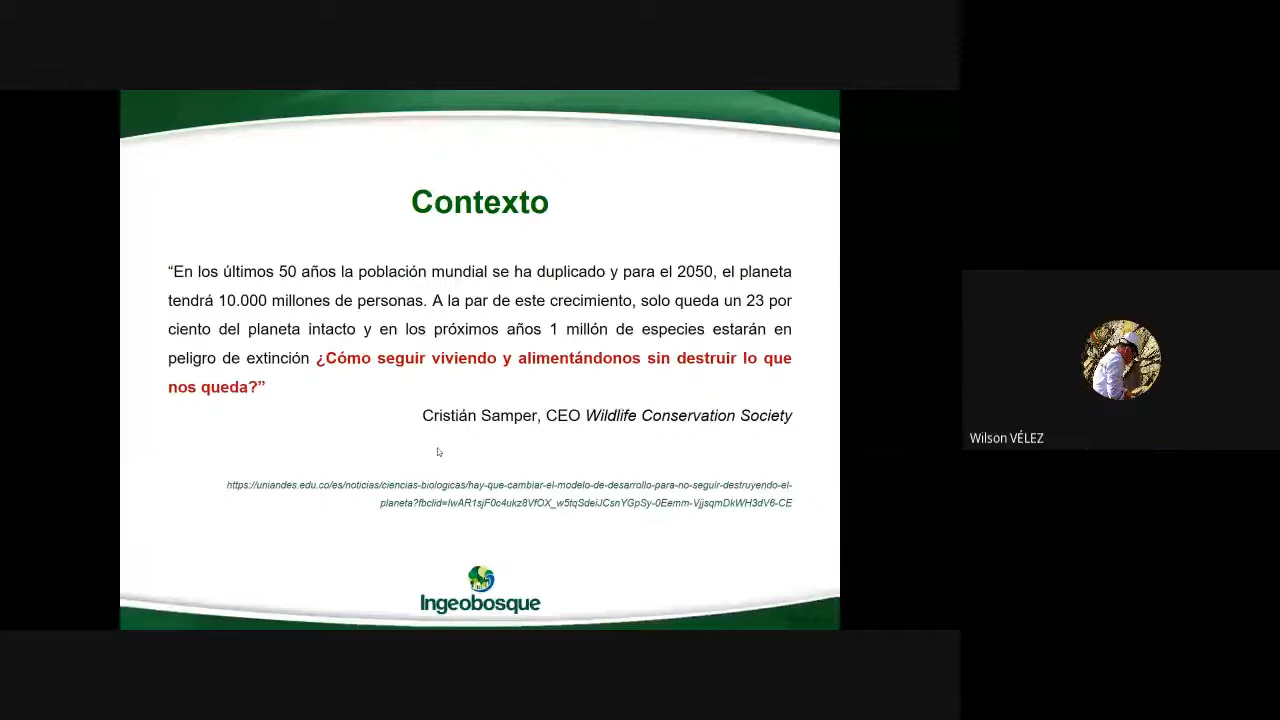 Contexto
“En los últimos 50 años la población mundial se ha duplicado y para el 2050, el planeta
tendrá 10.000 millones de personas. A la par de este crecimiento, solo queda un 23 por
ciento del planeta intacto y en los próximos años 1 millón de especies estarán en
peligro de extinción ¿Cómo seguir viviendo y alimentándonos sin destruir lo que
nos queda?”
Cristián Samper, CEO Wildlife Conservation Society
https://uniandes.edu.co/es/noticias/ciencias-biologicas/hay-que-cambiar-el-modelo-de-desarrollo-para-no-seguir-destruyendo-el-
planeta?fbclid=IwAR1sjF0c4ukz8VfOX_w5tqSdeiJCsnYGpSy-0Eemm-VjjsqmDkWH3dV6-CE
Ingeobosque
Wilson VÉLEZ